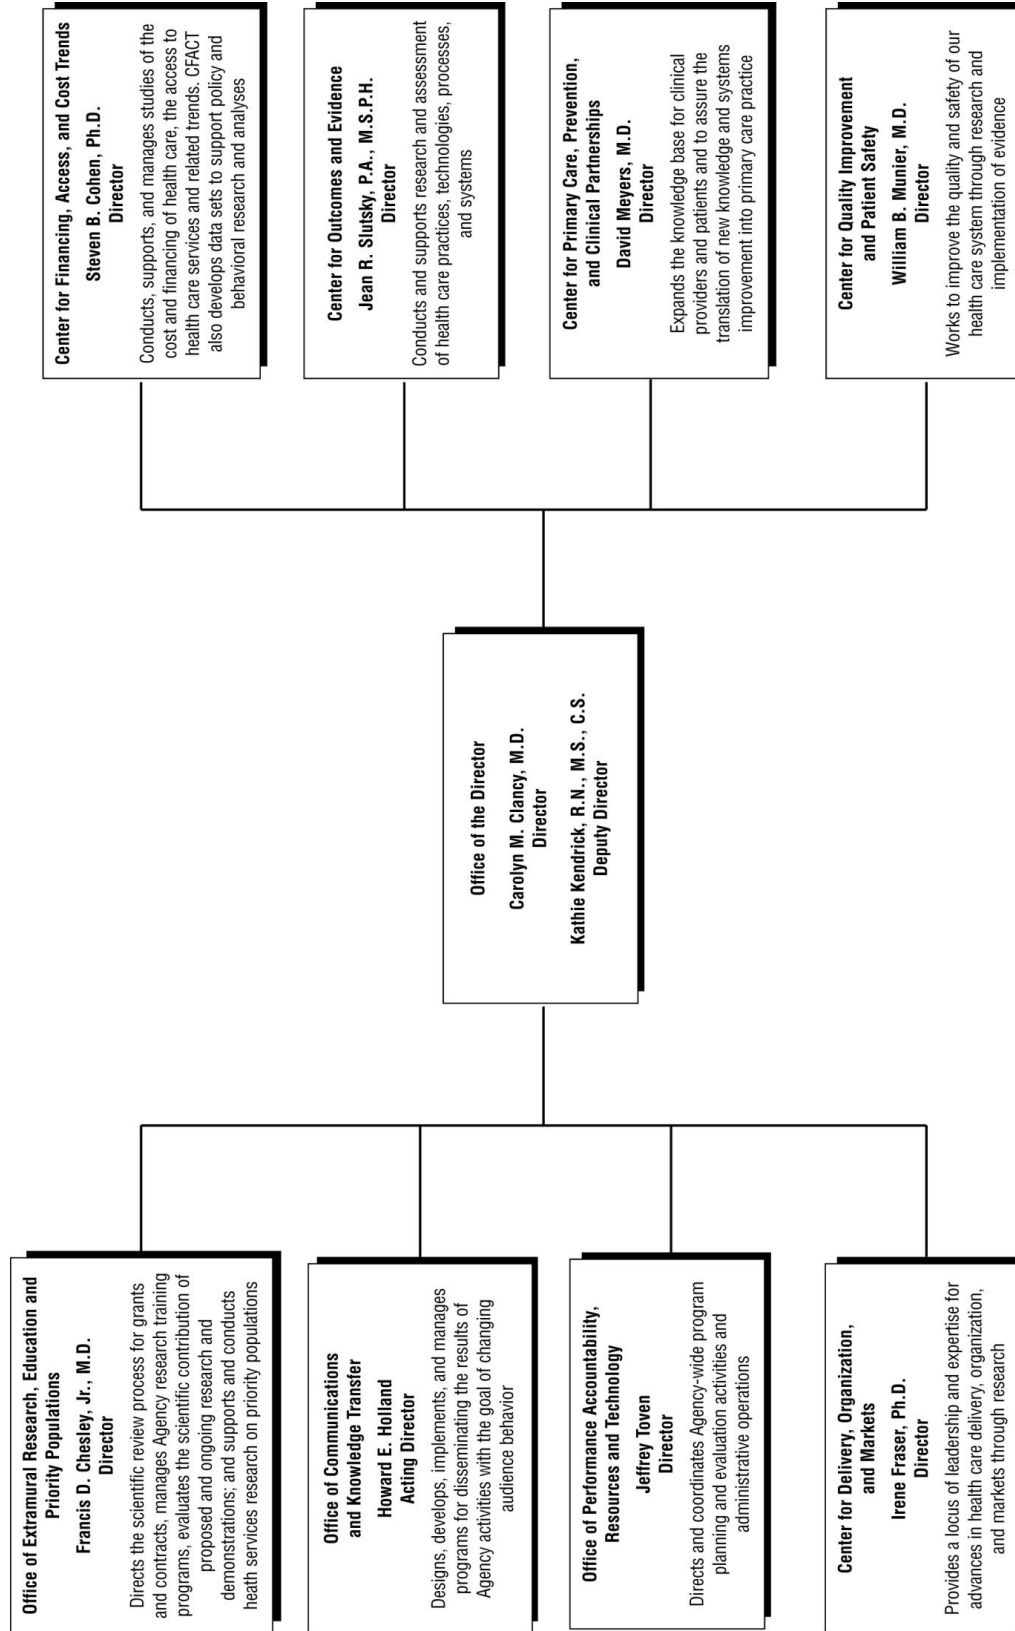 Office of Extramural Research, Education and
Priority Populations
Francis D. Chesley, Jr., M.D.
Director
Directs the scientific review process for grants
and contracts, manages Agency research training
programs, evaluates the scientific contribution of
proposed and ongoing research and
demonstrations; and supports and conducts
heath services research on priority populations
Office of Communications
and Knowledge Transfer
Howard E. Holland
Acting Director
Designs, develops, implements, and manages
programs for disseminating the results of
Agency activities with the goal of changing
audience behavior
Office of Performance Accountability,
Resources and Technology
Jeffrey Toven
Director
Directs and coordinates Agency-wide program
planning and evaluation activities and
administrative operations
Center for Delivery, Organization,
and Markets
Irene Fraser, Ph.D.
Director
Provides a locus of leadership and expertise for
advances in health care delivery, organization,
and markets through research
Office of the Director
Carolyn M. Clancy, M.D.
Director
Kathie Kendrick, R.N., M.S., C.S.
Deputy Director
Center for Financing, Access, and Cost Trends
Steven B. Cohen, Ph.D.
Director
Conducts, supports, and manages studies of the
cost and financing of health care, the access to
health care services and related trends. CFACT
also develops data sets to support policy and
behavioral research and analyses
Center for Outcomes and Evidence
Jean R. Slutsky, P.A., M.S.P.H.
Director
Conducts and supports research and assessment
of health care practices, technologies, processes,
and systems
Center for Primary Care, Prevention,
and Clinical Partnerships
David Meyers, M.D.
Director
Expands the knowledge base for clinical
providers and patients and to assure the
translation of new knowledge and systems
improvement into primary care practice
Center for Quality Improvement
and Patient Safety
William B. Munier, M.D.
Director
Works to improve the quality and safety of our
health care system through research and
implementation of evidence